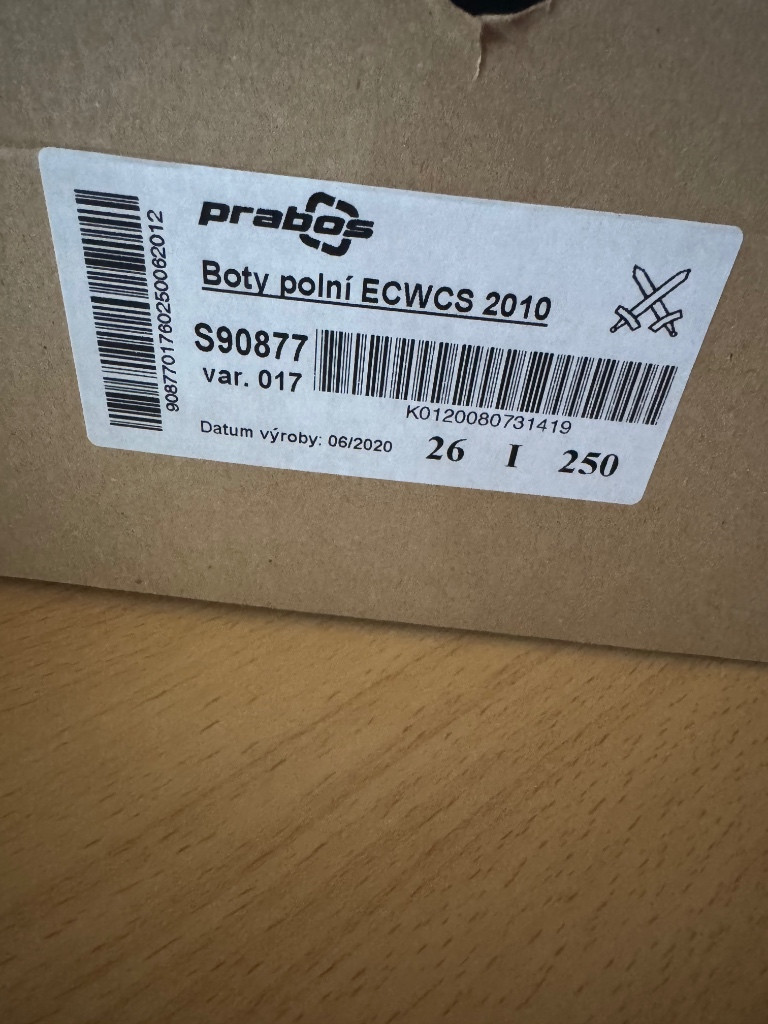 prabos
Boty polní ECWCS 2010
S90877
var. 017
K0120080731419
Datum výroby: 06/2020
26 I 250
9087701760250062012